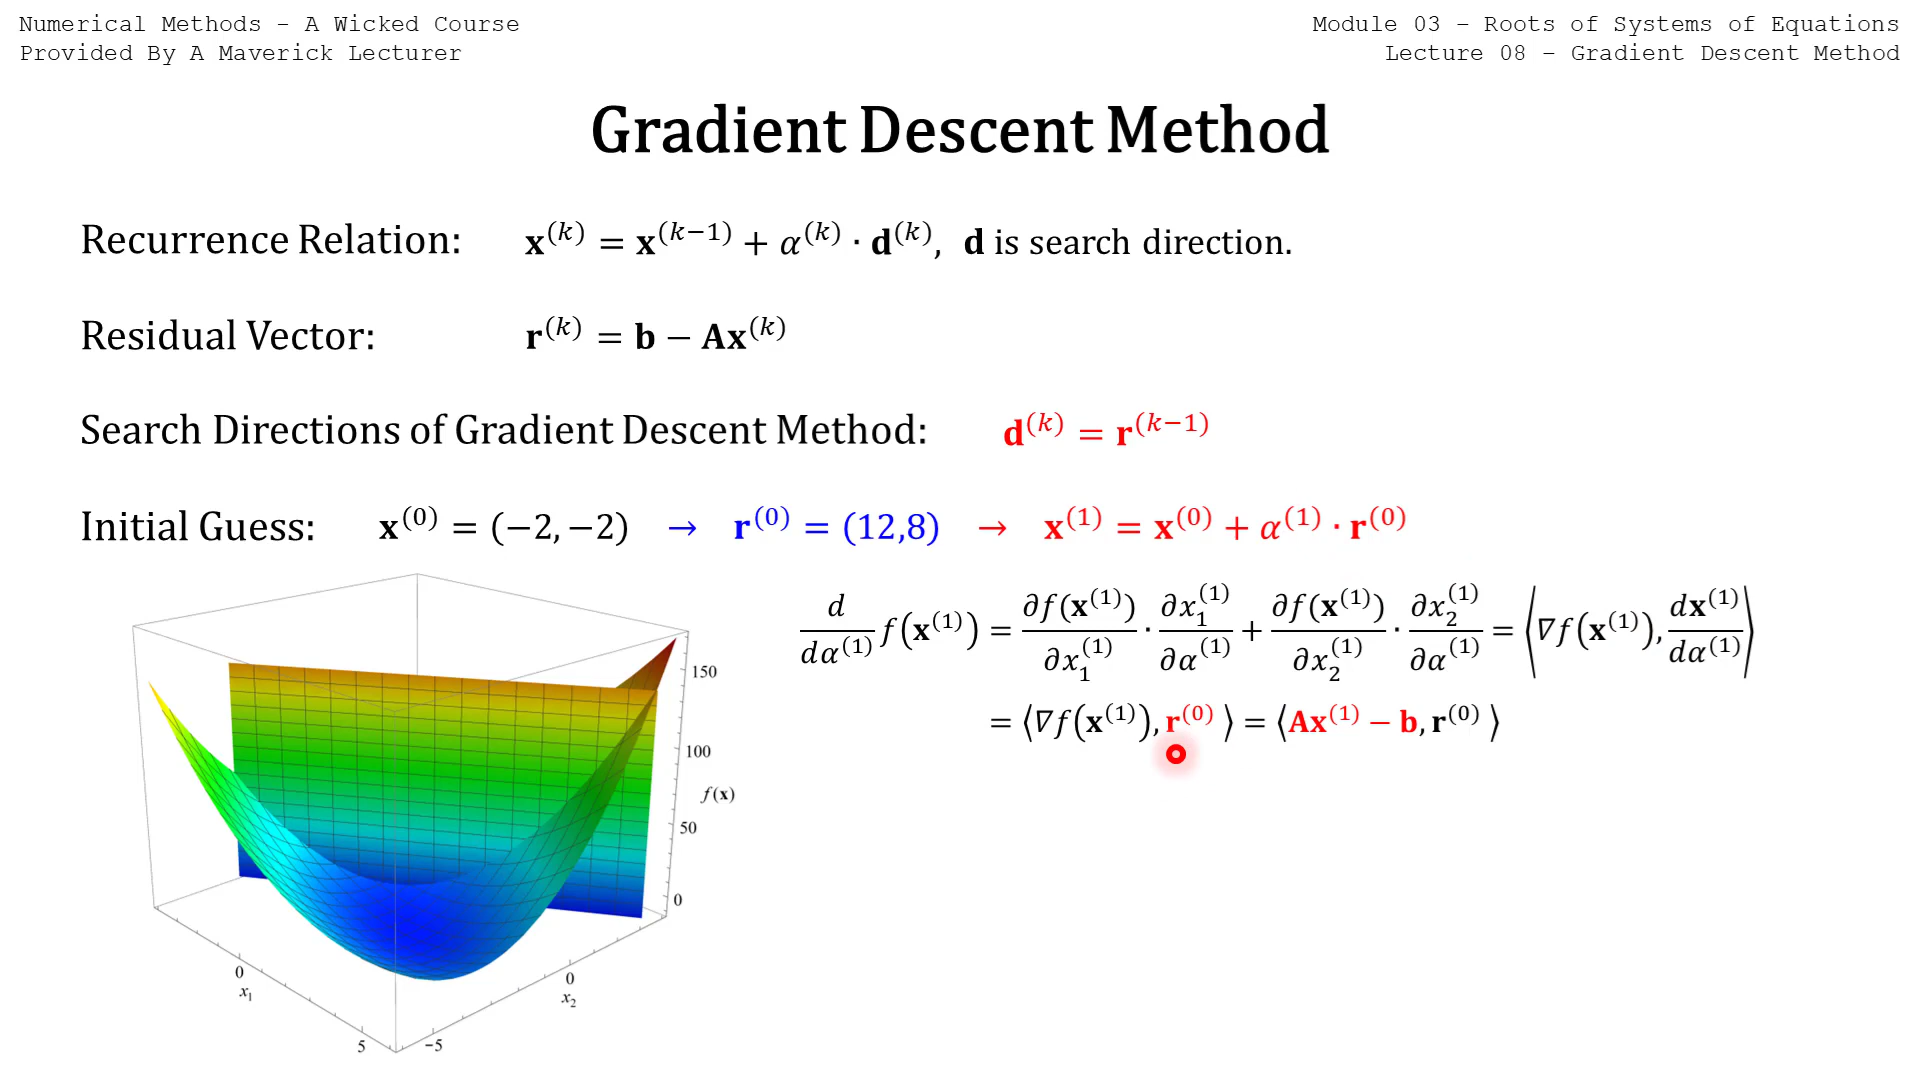 Numerical Methods - A Wicked Course
Provided By A Maverick Lecturer
Module 03 – Roots of Systems of Equations
Lecture 08 – Gradient Descent Method
Gradient Descent Method
Recurrence Relation: 𝐱^(k) = 𝐱^(k−1) + α^(k) · 𝐝^(k), 𝐝 is search direction.
Residual Vector: 𝐫^(k) = 𝐛 − 𝐀𝐱^(k)
Search Directions of Gradient Descent Method: 𝐝^(k) = 𝐫^(k−1)
Initial Guess: 𝐱^(0) = (−2, −2) → 𝐫^(0) = (12,8) → 𝐱^(1) = 𝐱^(0) + α^(1) · 𝐫^(0)
d/dα^(1) f(𝐱^(1)) = ∂f(𝐱^(1))/∂x₁^(1) · ∂x₁^(1)/∂α^(1) + ∂f(𝐱^(1))/∂x₂^(1) · ∂x₂^(1)/∂α^(1) = ⟨∇f(𝐱^(1)), d𝐱^(1)/dα^(1)⟩
= ⟨∇f(𝐱^(1)), 𝐫^(0)⟩ = ⟨𝐀𝐱^(1) − 𝐛, 𝐫^(0)⟩
150
100
f(𝐱)
50
0
0
x₁
5
0
x₂
−5